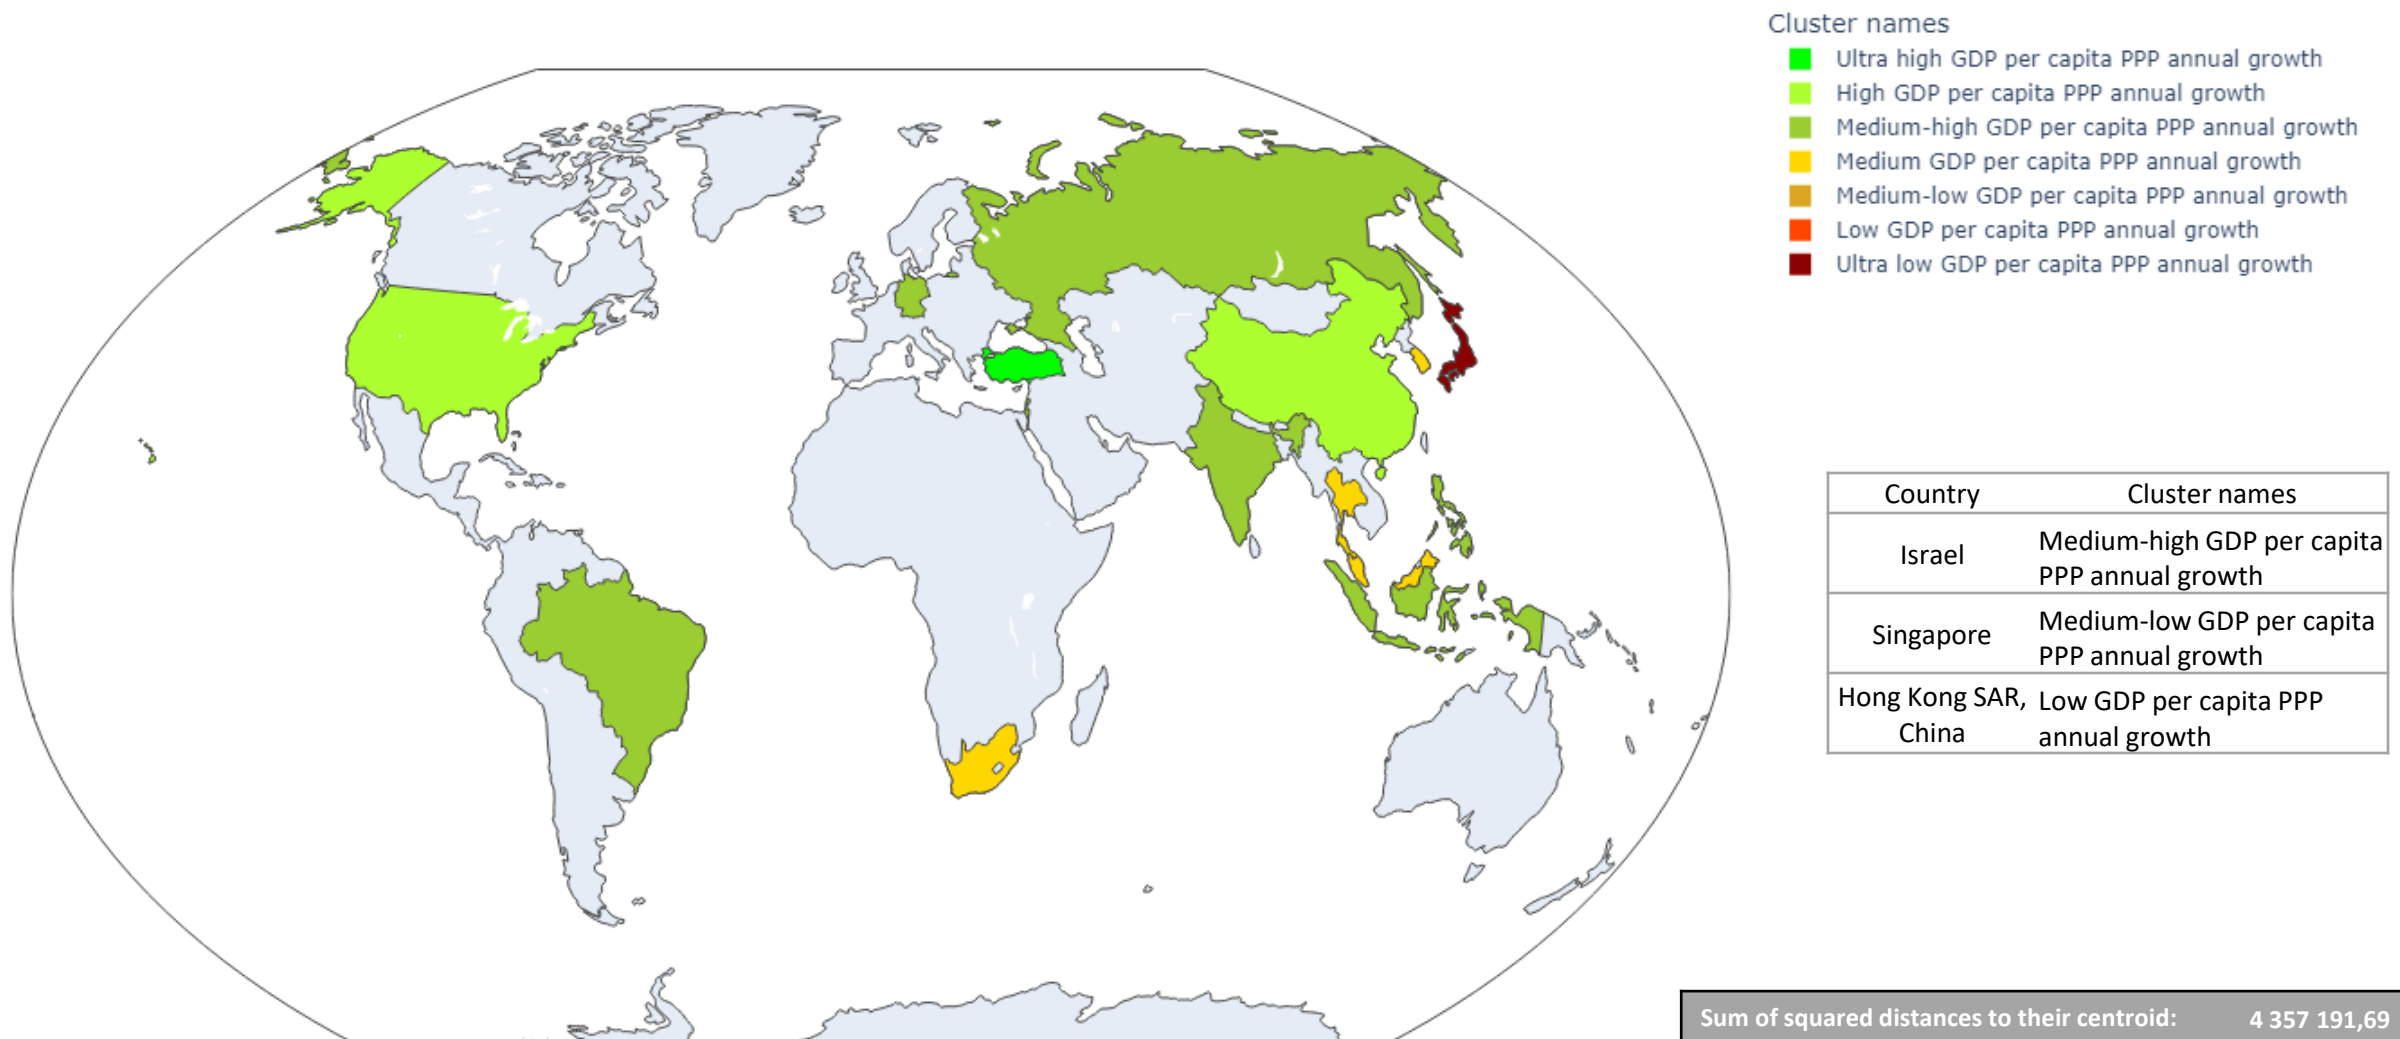 Cluster names
Ultra high GDP per capita PPP annual growth
High GDP per capita PPP annual growth
Medium-high GDP per capita PPP annual growth
Medium GDP per capita PPP annual growth
Medium-low GDP per capita PPP annual growth
Low GDP per capita PPP annual growth
Ultra low GDP per capita PPP annual growth
Country Cluster names
Israel Medium-high GDP per capita
PPP annual growth
Singapore Medium-low GDP per capita
PPP annual growth
Hong Kong SAR, Low GDP per capita PPP
China annual growth
Sum of squared distances to their centroid: 4 357 191,69